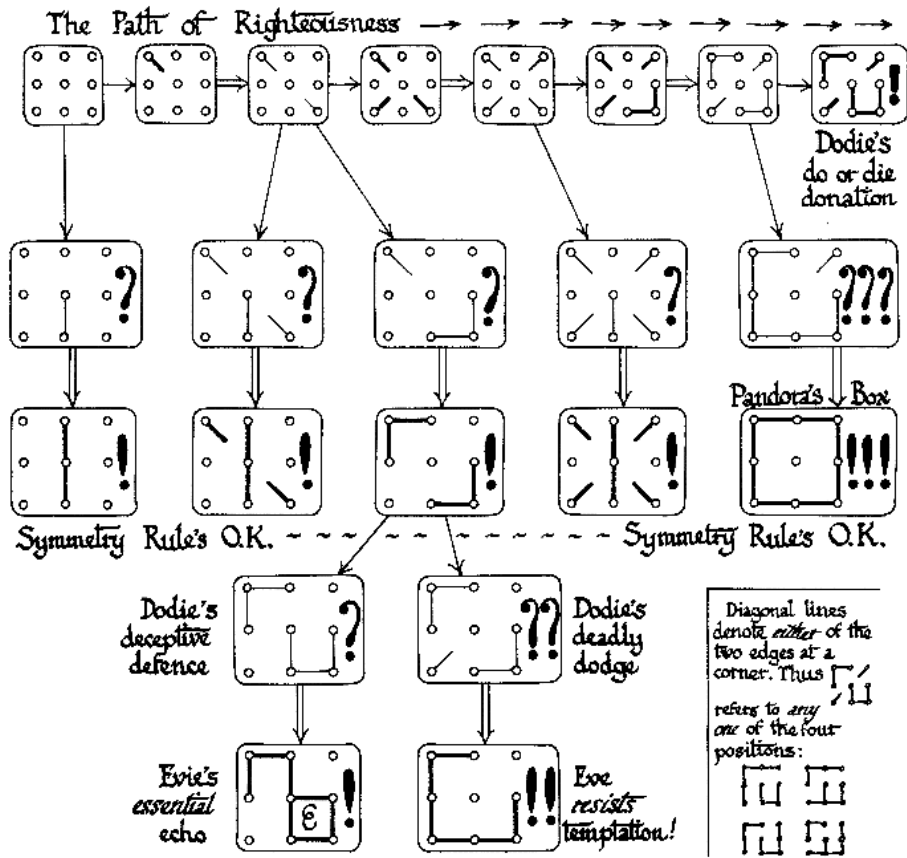 The Path of Righteousness
!
Dodie's
do or die
donation
?
?
?
?
???
Pandora's Box
!
!
!
!
!!!
Symmetry Rule's O.K.
Symmetry Rule's O.K.
Dodie's
deceptive
defence
?
??
Dodie's
deadly
dodge
Evie's
essential
echo
E
!
!!
Eve
resists
temptation!
Diagonal lines
denote either of the
two edges at a
corner. Thus
refers to any
one of the four
positions: